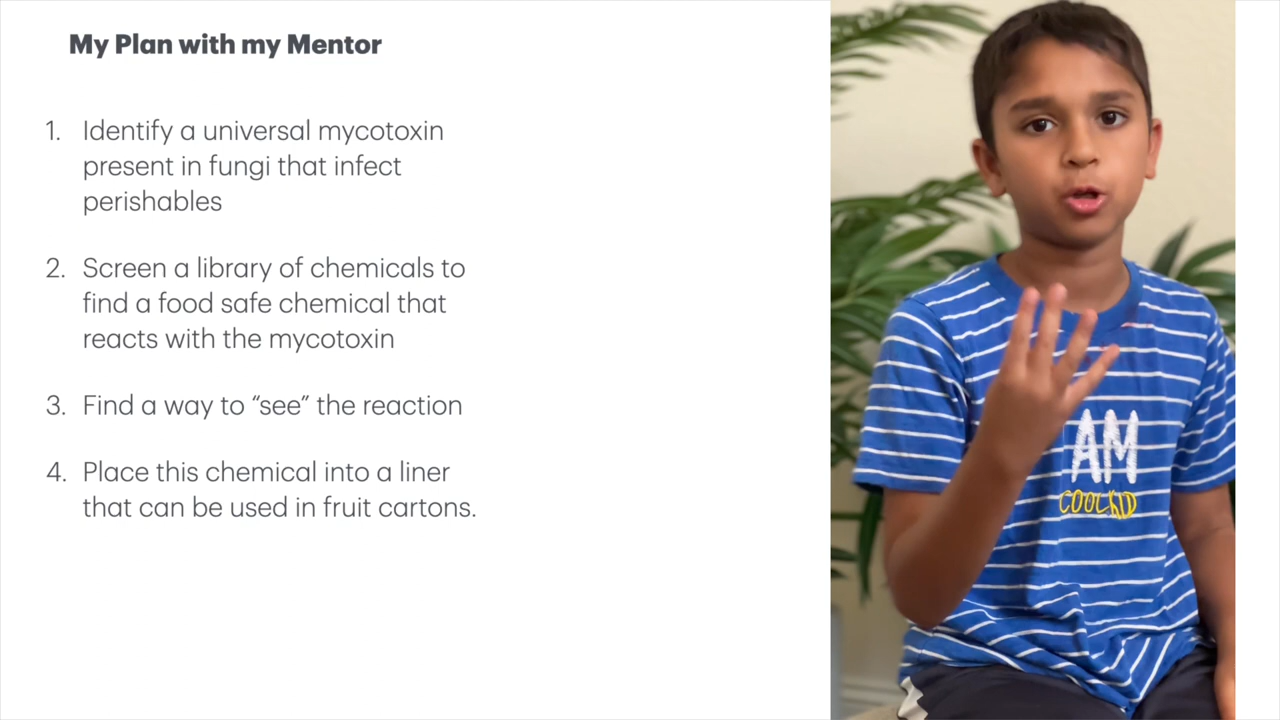 My Plan with my Mentor
1. Identify a universal mycotoxin
present in fungi that infect
perishables
2. Screen a library of chemicals to
find a food safe chemical that
reacts with the mycotoxin
3. Find a way to “see” the reaction
4. Place this chemical into a liner
that can be used in fruit cartons.
AM
COOL KID